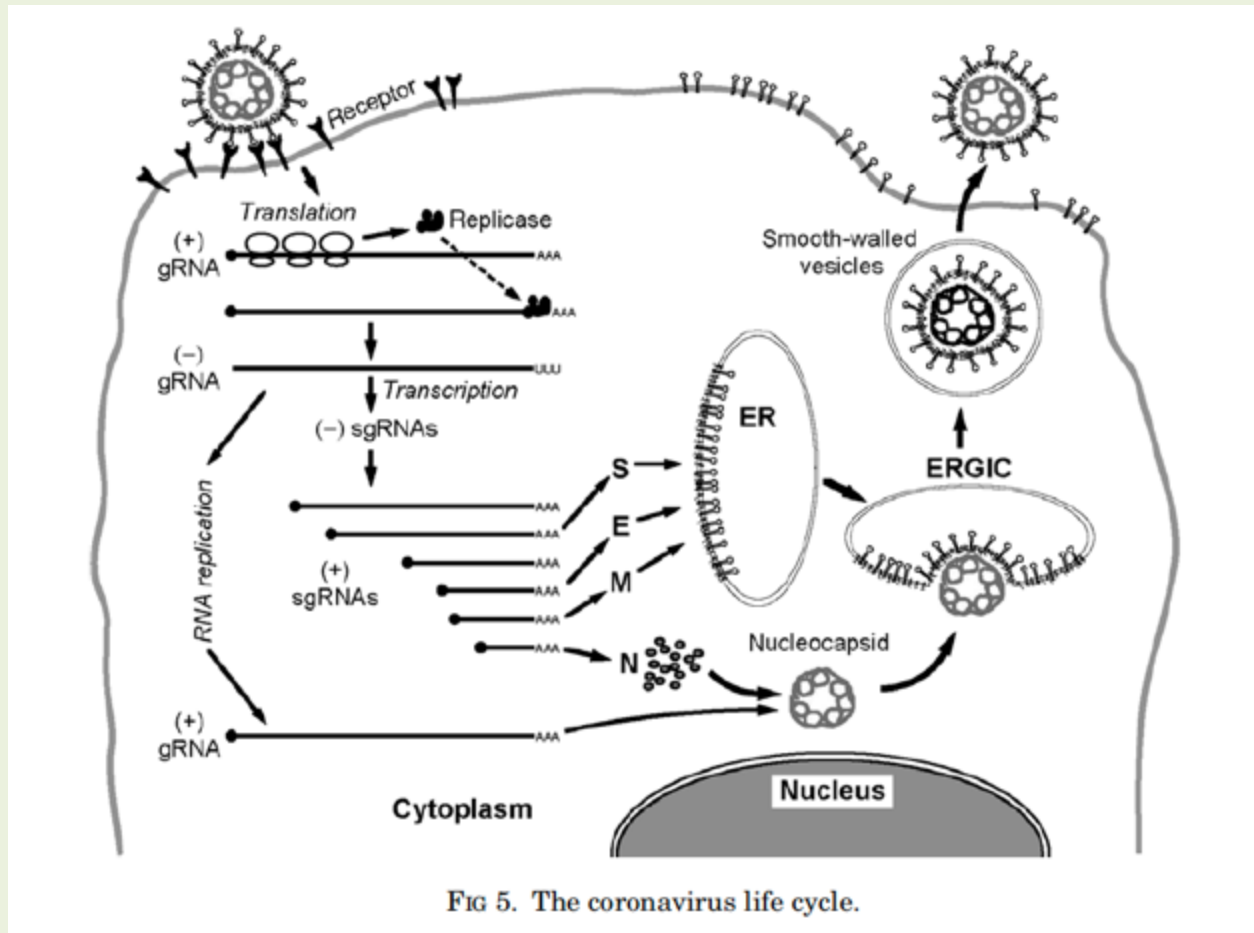 Receptor
Translation
Replicase
(+)
gRNA
AAA
AAA
(−)
gRNA
UUU
Transcription
(−) sgRNAs
RNA replication
AAA
AAA
AAA
AAA
AAA
AAA
(+)
sgRNAs
S
E
M
N
ER
Smooth-walled
vesicles
ERGIC
Nucleocapsid
(+)
gRNA
AAA
Cytoplasm
Nucleus
FIG 5. The coronavirus life cycle.